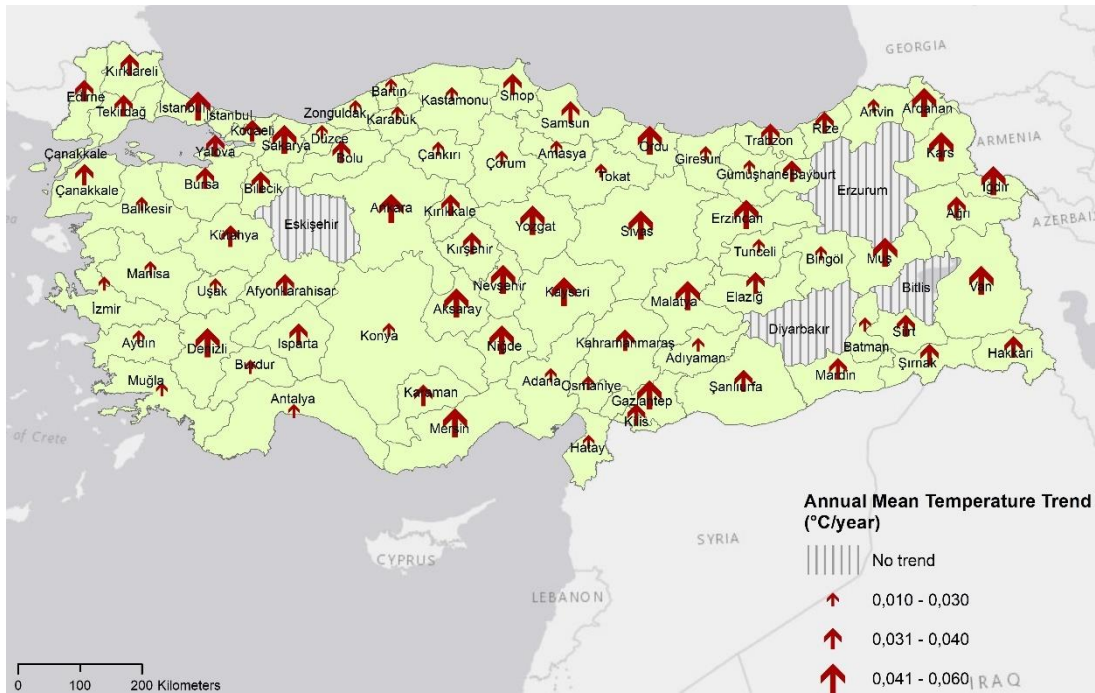 GEORGIA
Kırklareli
Edirne
Tekirdağ
İstanbul
İstanbul
Kocaeli
Yalova
Sakarya
Düzce
Zonguldak
Bartın
Karabük
Kastamonu
Sinop
Samsun
Ordu
Giresun
Trabzon
Rize
Artvin
Ardahan
ARMENIA
Çanakkale
Çanakkale
Bursa
Bilecik
Bolu
Çankırı
Çorum
Amasya
Tokat
Gümüşhane
Bayburt
Erzurum
Kars
Iğdır
Balıkesir
Kütahya
Eskişehir
Ankara
Kırıkkale
Kırşehir
Yozgat
Sivas
Erzincan
Tunceli
Bingöl
Muş
Ağrı
AZERBAIJ
Manisa
İzmir
Uşak
Afyonkarahisar
Nevşehir
Aksaray
Kayseri
Malatya
Elazığ
Bitlis
Van
Aydın
Denizli
Isparta
Burdur
Konya
Niğde
Kahramanmaraş
Adıyaman
Diyarbakır
Batman
Siirt
Şırnak
Hakkari
Muğla
Antalya
Karaman
Mersin
Adana
Osmaniye
Gaziantep
Kilis
Şanlıurfa
Mardin
Hatay
of Crete
CYPRUS
SYRIA
LEBANON
IRAQ
Annual Mean Temperature Trend
(°C/year)
No trend
0,010 - 0,030
0,031 - 0,040
0,041 - 0,060
0 100 200 Kilometers